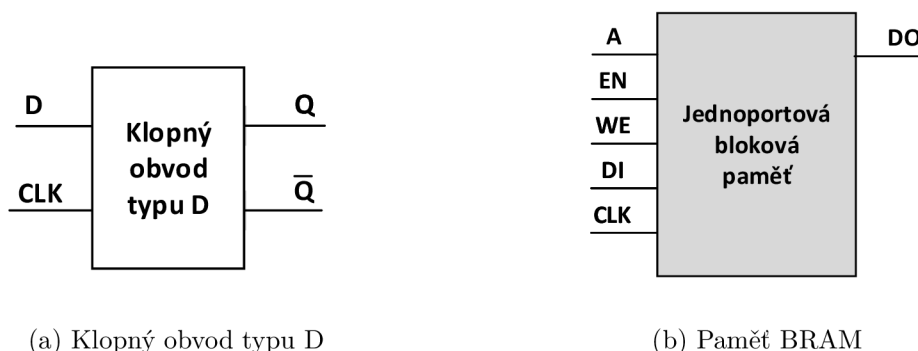 D
CLK
Klopný
obvod
typu D
Q
Q̅
A
EN
WE
DI
CLK
Jednoportová
bloková
paměť
DO
(a) Klopný obvod typu D
(b) Paměť BRAM